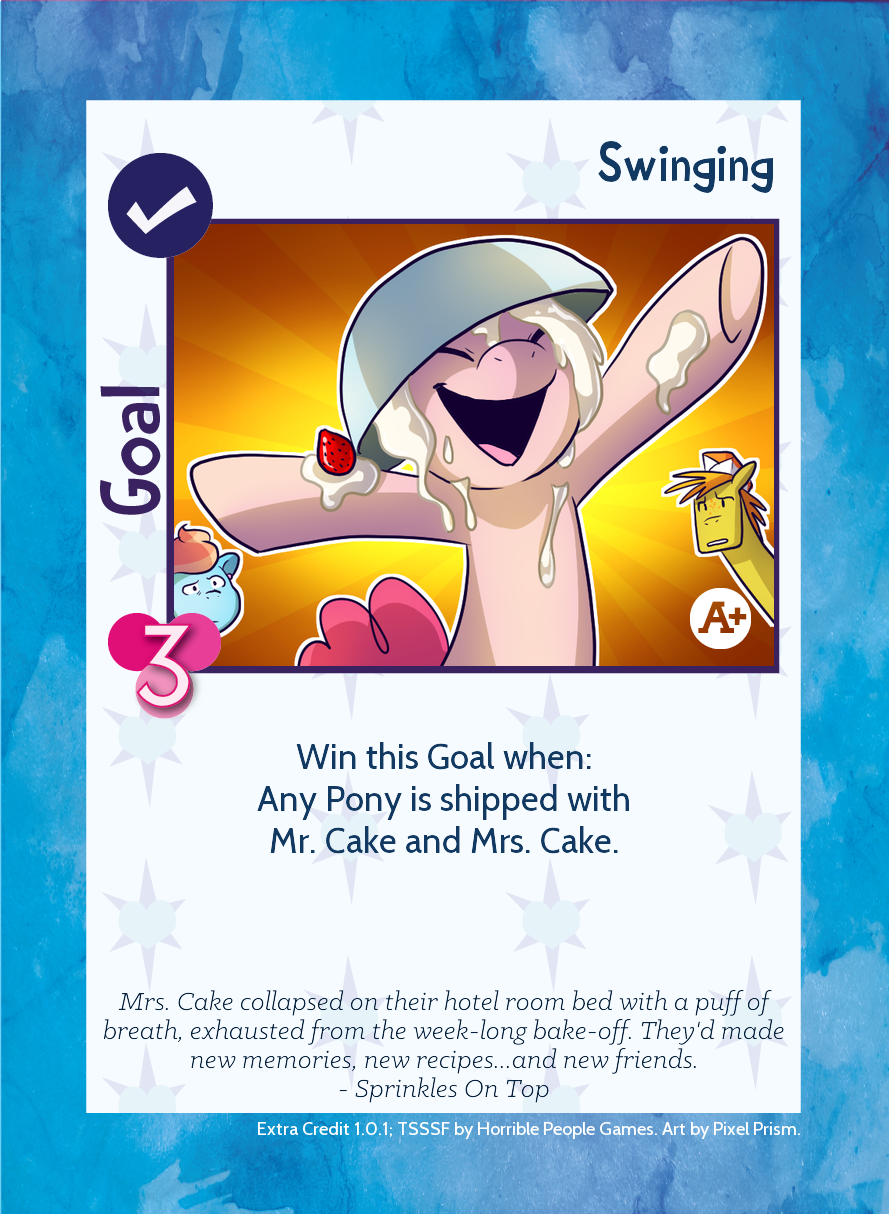 Swinging
Goal
3
A+
Win this Goal when:
Any Pony is shipped with
Mr. Cake and Mrs. Cake.
Mrs. Cake collapsed on their hotel room bed with a puff of
breath, exhausted from the week-long bake-off. They'd made
new memories, new recipes...and new friends.
- Sprinkles On Top
Extra Credit 1.0.1; TSSSF by Horrible People Games. Art by Pixel Prism.